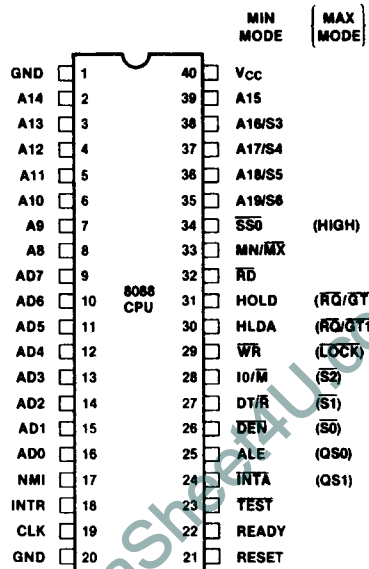 MIN MAX
MODE MODE
GND 1 40 VCC
A14 2 39 A15
A13 3 38 A16/S3
A12 4 37 A17/S4
A11 5 36 A18/S5
A10 6 35 A19/S6
A9 7 34 SS0 (HIGH)
A8 8 33 MN/MX
AD7 9 32 RD
AD6 10 8088 31 HOLD (RQ/GT
AD5 11 CPU 30 HLDA (RQ/GT1
AD4 12 29 WR (LOCK)
AD3 13 28 IO/M (S2)
AD2 14 27 DT/R (S1)
AD1 15 26 DEN (S0)
AD0 16 25 ALE (QS0)
NMI 17 24 INTA (QS1)
INTR 18 23 TEST
CLK 19 22 READY
GND 20 21 RESET